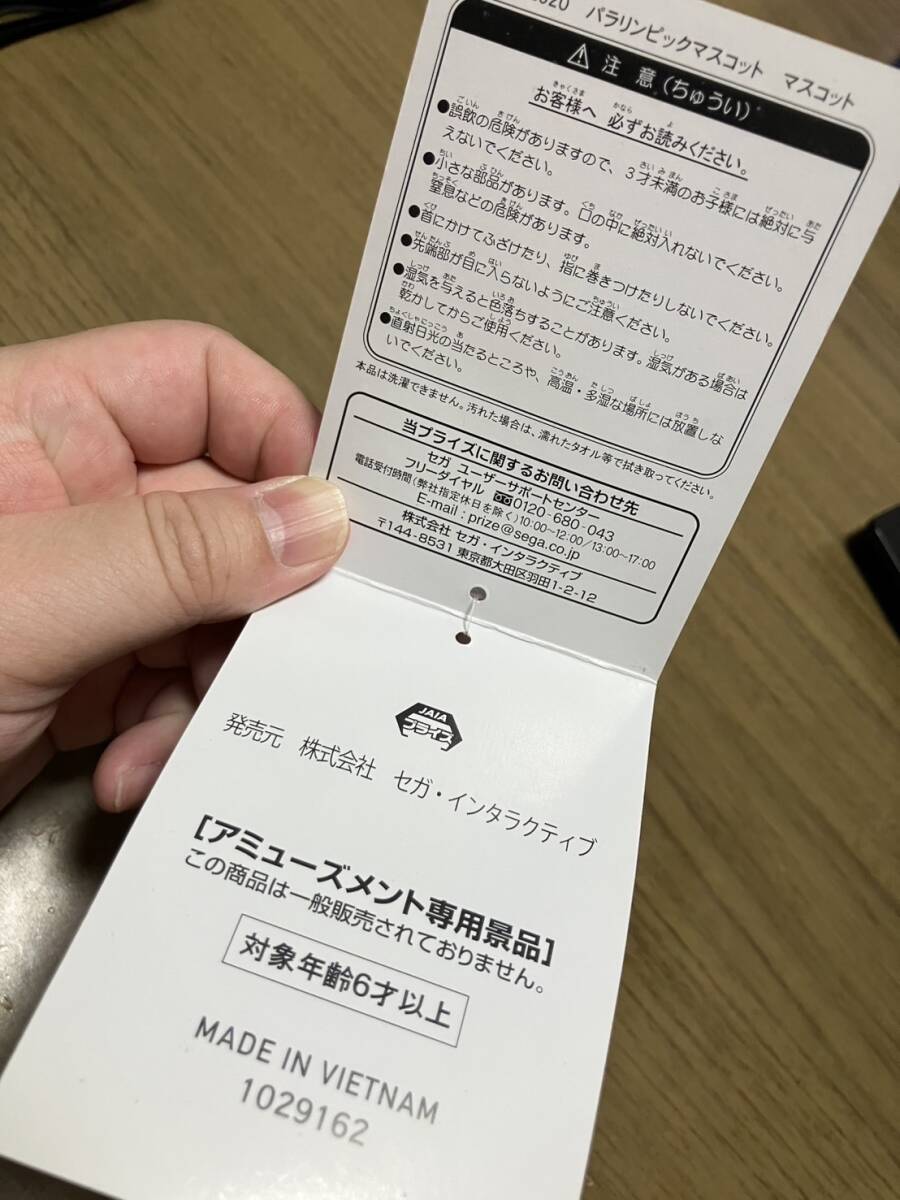 パラリンピックマスコット マスコット
注意(ちゅうい)
お客様へ 必ずお読みください。
●誤飲の危険がありますので、3才未満のお子様には絶対に与
えないでください。
●小さな部品があります。口の中に絶対入れないでください。
窒息などの危険があります。
●首にかけてふざけたり、指に巻きつけたりしないでください。
●先端部が目に入らないようにご注意ください。
●湿気を与えると色落ちすることがあります。湿気がある場合は
乾かしてからご使用ください。
●直射日光の当たるところや、高温・多湿な場所には放置しな
いでください。
本品は洗濯できません。汚れた場合は、濡れたタオル等で拭き取ってください。
当プライズに関するお問い合わせ先
セガ ユーザーサポートセンター
フリーダイヤル 0120-680-043
電話受付時間(弊社指定休日を除く)10:00~12:00/13:00~17:00
E-mail:prize@sega.co.jp
株式会社 セガ・インタラクティブ
〒144-8531 東京都大田区羽田1-2-12
JAIA
プライズ
発売元 株式会社 セガ・インタラクティブ
[アミューズメント専用景品]
この商品は一般販売されておりません。
対象年齢6才以上
MADE IN VIETNAM
1029162